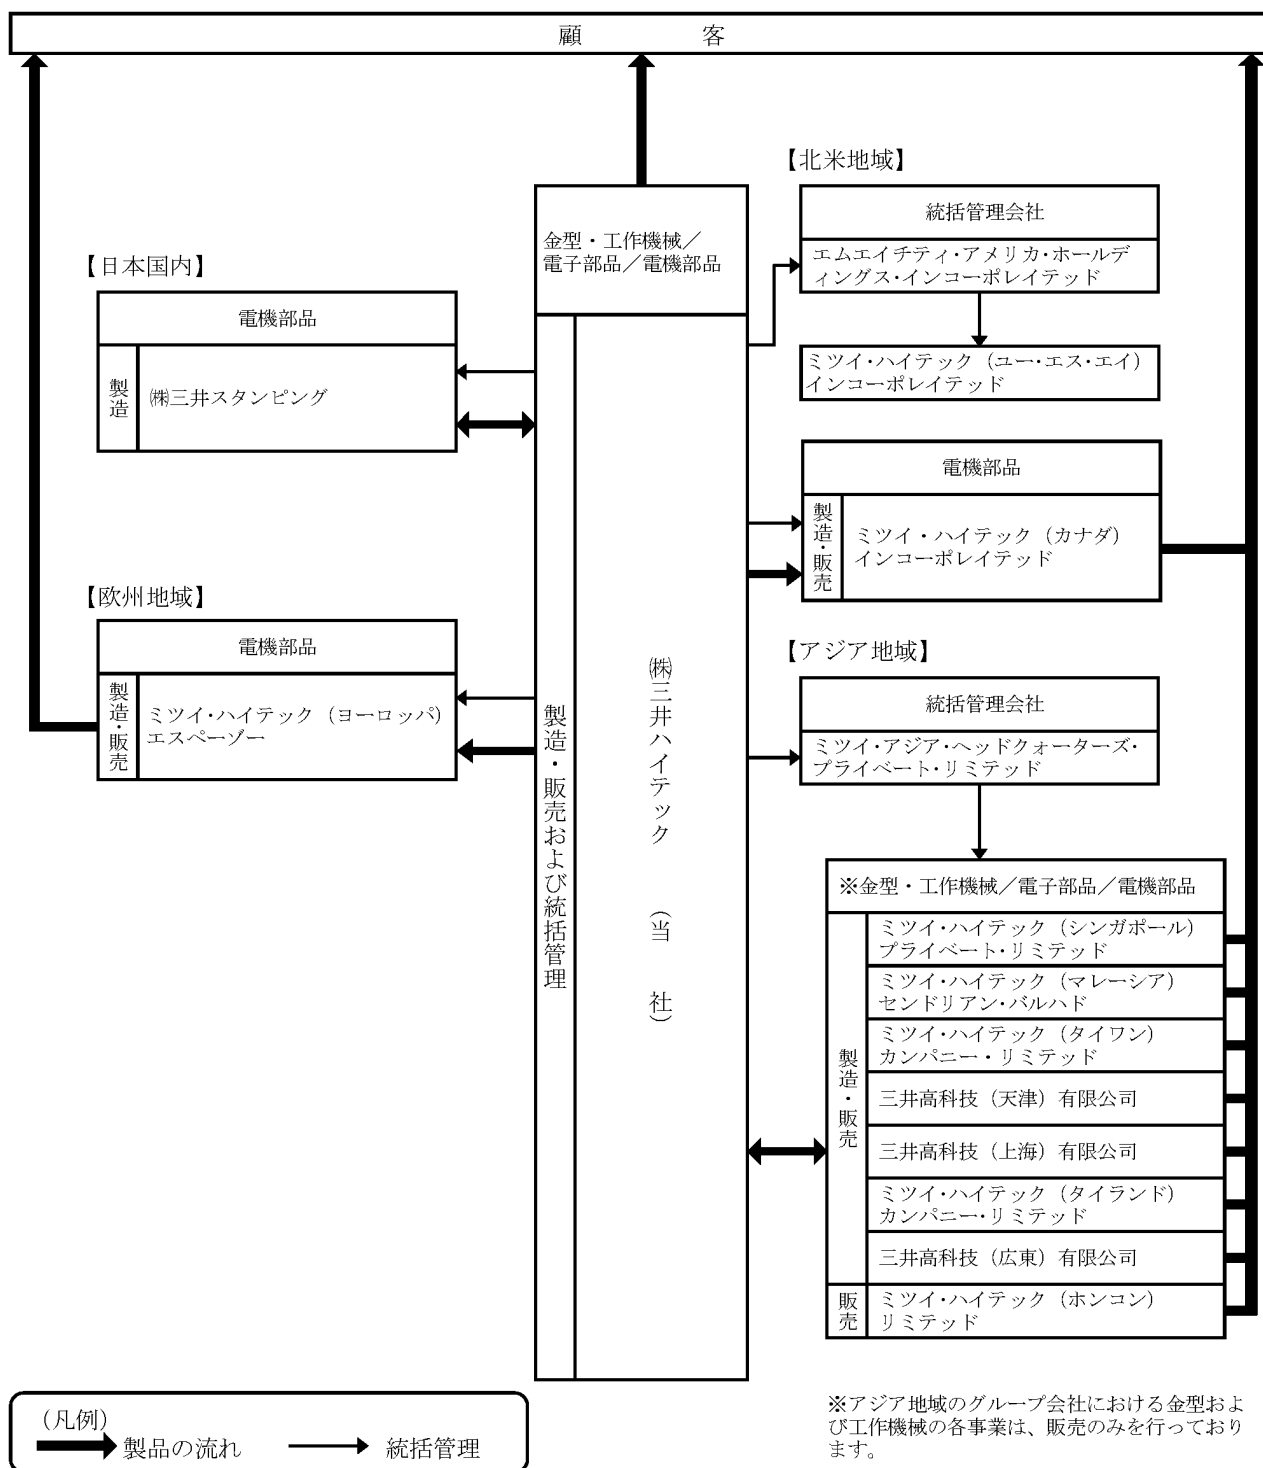 顧客
【北米地域】
統括管理会社
エムエイチティ・アメリカ・ホールデ
ィングス・インコーポレイテッド
ミツイ・ハイテック（ユー・エス・エイ）
インコーポレイテッド
電機部品
製造・販売
ミツイ・ハイテック（カナダ）
インコーポレイテッド
金型・工作機械／
電子部品／電機部品
製造・販売および統括管理
㈱三井ハイテック（当社）
【日本国内】
電機部品
製造
㈱三井スタンピング
【欧州地域】
電機部品
製造・販売
ミツイ・ハイテック（ヨーロッパ）
エスペーゾー
【アジア地域】
統括管理会社
ミツイ・アジア・ヘッドクォーターズ・
プライベート・リミテッド
※金型・工作機械／電子部品／電機部品
製造・販売
ミツイ・ハイテック（シンガポール）
プライベート・リミテッド
ミツイ・ハイテック（マレーシア）
センドリアン・バルハド
ミツイ・ハイテック（タイワン）
カンパニー・リミテッド
三井高科技（天津）有限公司
三井高科技（上海）有限公司
ミツイ・ハイテック（タイランド）
カンパニー・リミテッド
三井高科技（広東）有限公司
販売
ミツイ・ハイテック（ホンコン）
リミテッド
（凡例）
製品の流れ
統括管理
※アジア地域のグループ会社における金型およ
び工作機械の各事業は、販売のみを行っており
ます。